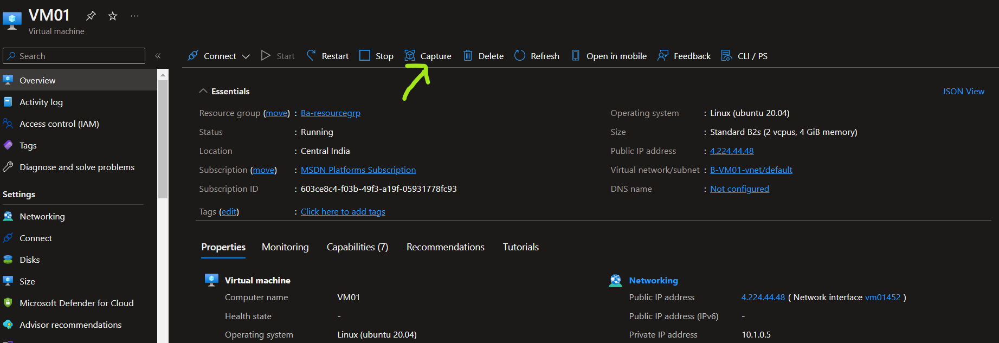 VM01
Virtual machine
Search
Connect Start Restart Stop Capture Delete Refresh Open in mobile Feedback CLI / PS
Overview
Activity log
Access control (IAM)
Tags
Diagnose and solve problems
Settings
Networking
Connect
Disks
Size
Microsoft Defender for Cloud
Advisor recommendations
Essentials
JSON View
Resource group (move) : Ba-resourcegrp
Status : Running
Location : Central India
Subscription (move) : MSDN Platforms Subscription
Subscription ID : 603ce8c4-f03b-49f3-a19f-05931778fc93
Tags (edit) : Click here to add tags
Operating system : Linux (ubuntu 20.04)
Size : Standard B2s (2 vcpus, 4 GiB memory)
Public IP address : 4.224.44.48
Virtual network/subnet : B-VM01-vnet/default
DNS name : Not configured
Properties Monitoring Capabilities (7) Recommendations Tutorials
Virtual machine
Computer name VM01
Health state -
Operating system Linux (ubuntu 20.04)
Networking
Public IP address 4.224.44.48 ( Network interface vm01452 )
Public IP address (IPv6) -
Private IP address 10.1.0.5